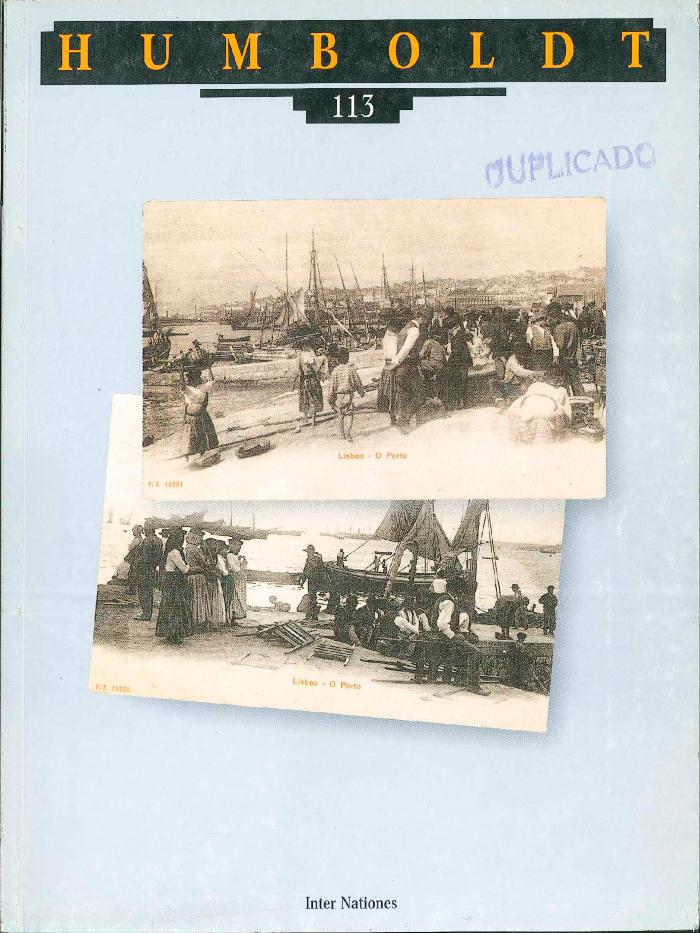 HUMBOLDT
113
DUPLICADO
Lisboa - O Porto
Lisboa - O Porto
Inter Nationes